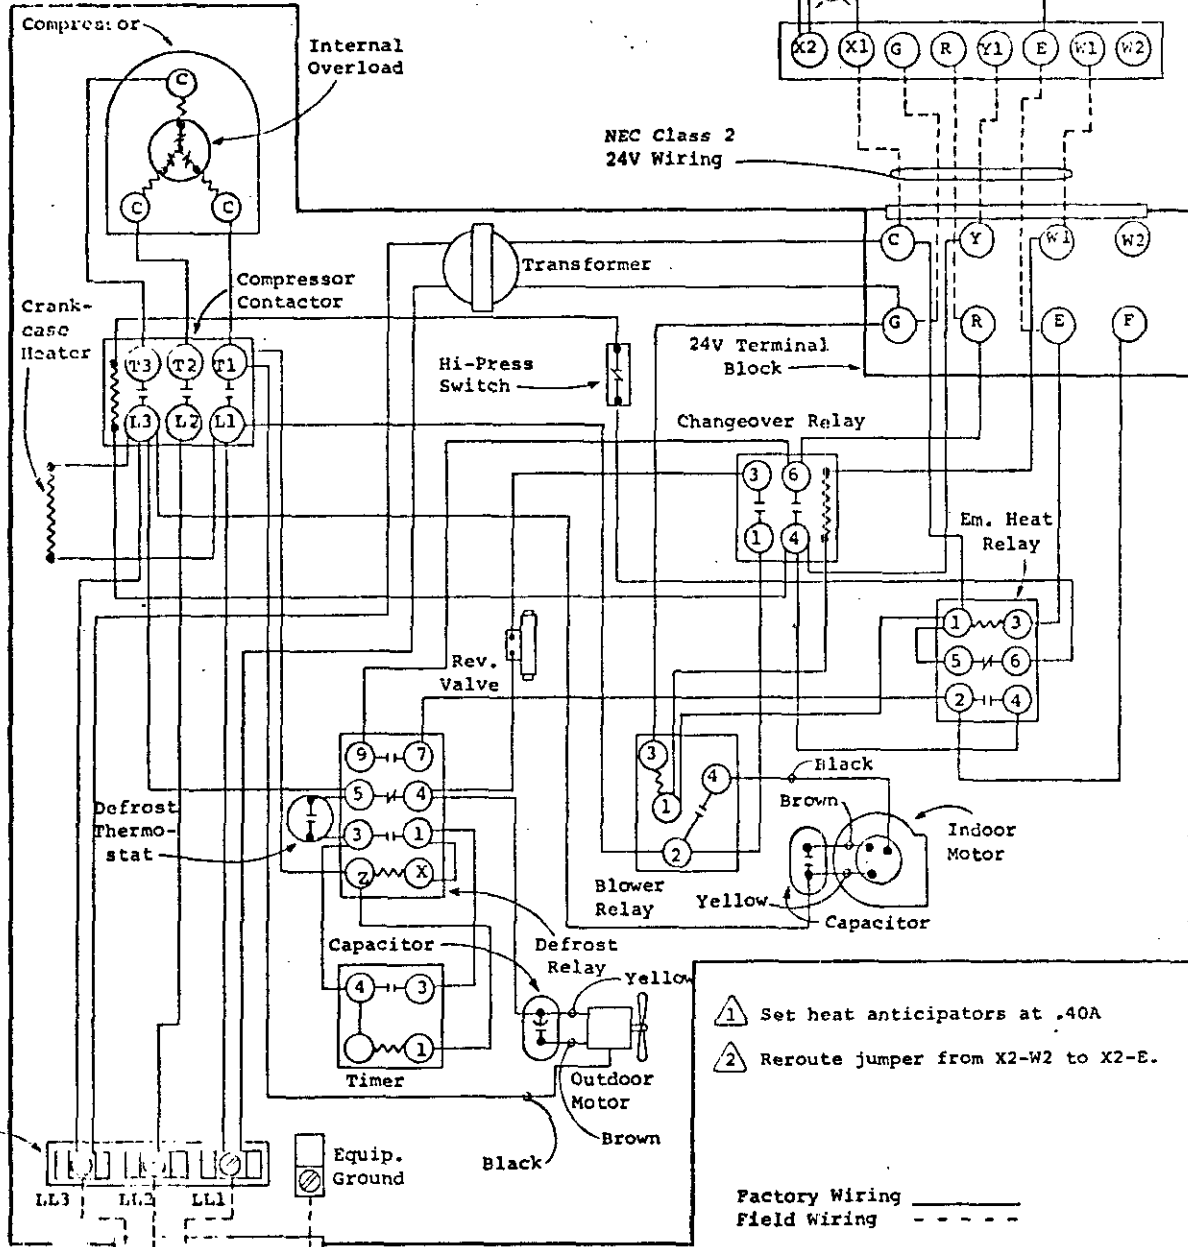 Compressor
Internal
Overload
C
C
C
X2 X1 G R Y1 E W1 W2
NEC Class 2
24V Wiring
C Y W1 W2
G R E F
24V Terminal
Block
Transformer
Compressor
Contactor
Crank-
case
Heater
T3 T2 T1
L3 L2 L1
Hi-Press
Switch
Changeover Relay
3 6
1 4
Em. Heat
Relay
1 3
5 6
2 4
Rev.
Valve
9 7
5 4
3 1
Z X
Defrost
Thermo-
stat
3
4
1
2
Blower
Relay
Black
Brown
Indoor
Motor
Yellow
Capacitor
Capacitor
Defrost
Relay
4 3
1
Timer
Yellow
Outdoor
Motor
Brown
Black
1 Set heat anticipators at .40A
2 Reroute jumper from X2-W2 to X2-E.
LL3 LL2 LL1
Equip.
Ground
Factory Wiring
Field Wiring